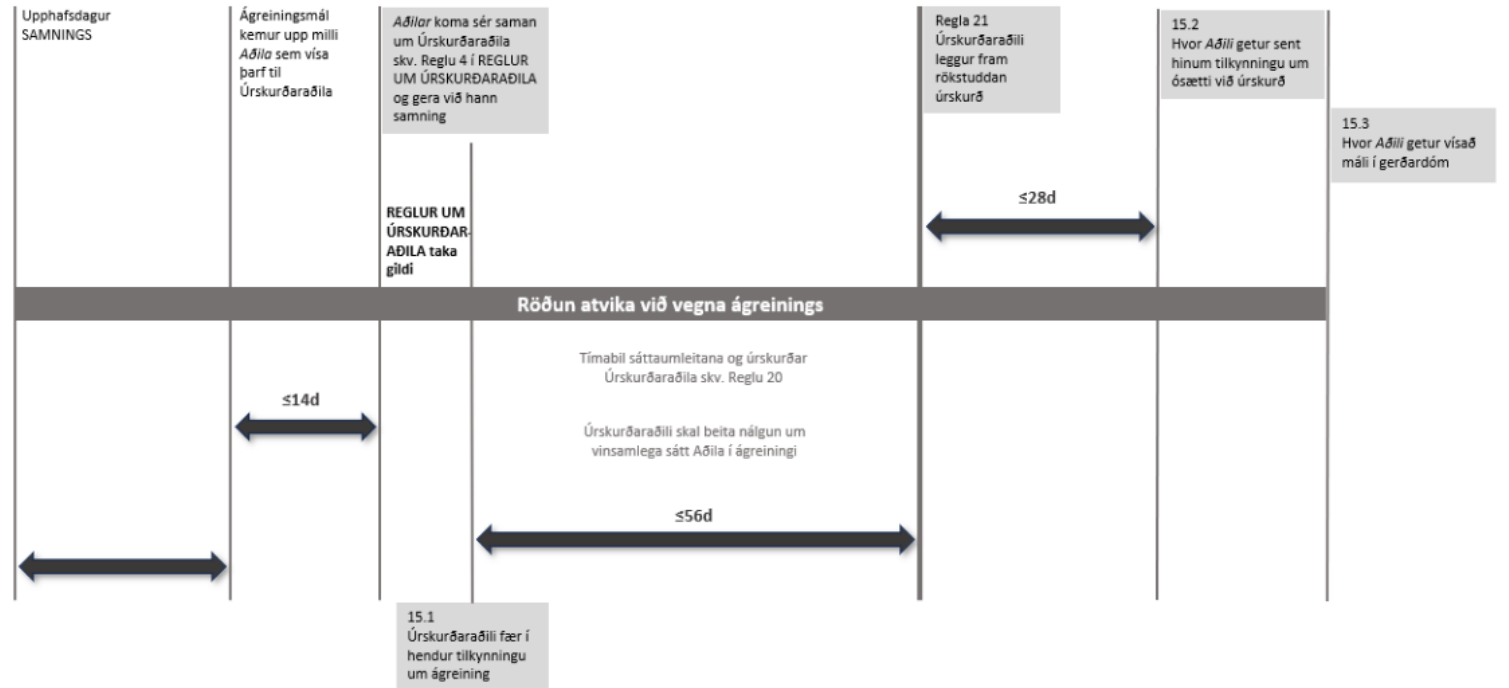 Upphafsdagur
SAMNINGS
Ágreiningsmál
kemur upp milli
Aðila sem vísa
þarf til
Úrskurðaraðila
Aðilar koma sér saman
um Úrskurðaraðila
skv. Reglu 4 í REGLUR
UM ÚRSKURÐARAÐILA
og gera við hann
samning
Regla 21
Úrskurðaraðili
leggur fram
rökstuddan
úrskurð
15.2
Hvor Aðili getur sent
hinum tilkynningu um
ósætti við úrskurð
15.3
Hvor Aðili getur vísað
máli í gerðardóm
≤28d
REGLUR UM
ÚRSKURÐAR-
AÐILA taka
gildi
Röðun atvika við vegna ágreinings
Tímabil sáttaumleitana og úrskurðar
Úrskurðaraðila skv. Reglu 20
≤14d
Úrskurðaraðili skal beita nálgun um
vinsamlega sátt Aðila í ágreiningi
≤56d
15.1
Úrskurðaraðili fær í
hendur tilkynningu
um ágreining